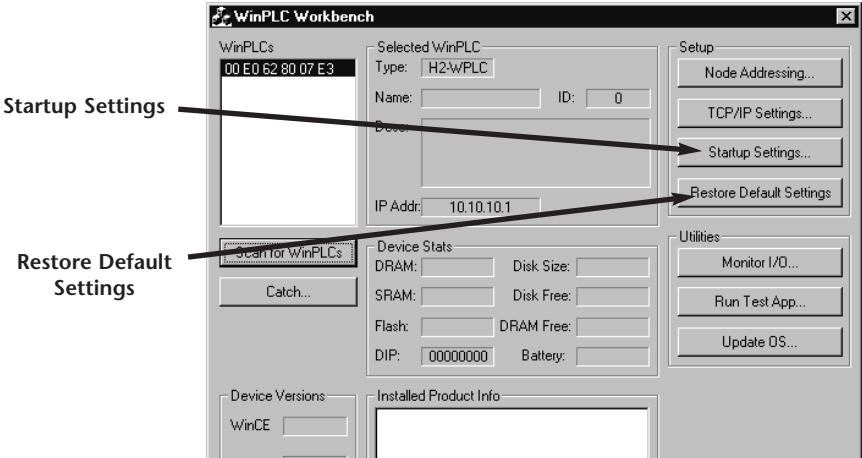 WinPLC Workbench
WinPLCs
00 E0 62 80 07 E3
Scan for WinPLCs
Catch...
Selected WinPLC
Type: H2-WPLC
Name: ID: 0
Desc:
IP Addr: 10.10.10.1
Setup
Node Addressing...
TCP/IP Settings...
Startup Settings...
Restore Default Settings
Device Stats
DRAM: Disk Size:
SRAM: Disk Free:
Flash: DRAM Free:
DIP: 00000000 Battery:
Utilities
Monitor I/O...
Run Test App...
Update OS...
Device Versions
WinCE
Installed Product Info
Startup Settings
Restore Default
Settings